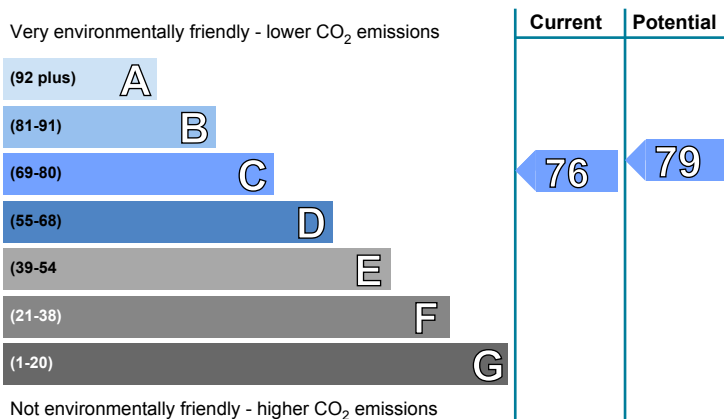 Very environmentally friendly - lower CO2 emissions
Current
Potential
(92 plus) A
(81-91) B
(69-80) C
76
79
(55-68) D
(39-54 E
(21-38) F
(1-20) G
Not environmentally friendly - higher CO2 emissions